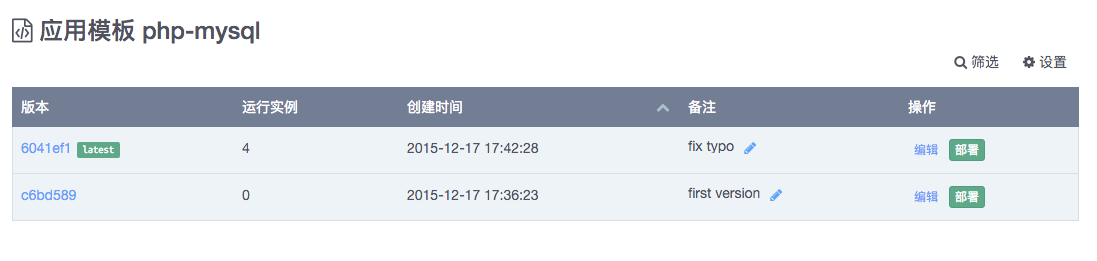 应用模板 php-mysql
筛选 设置
版本 运行实例 创建时间 备注 操作
6041ef1 latest 4 2015-12-17 17:42:28 fix typo 编辑 部署
c6bd589 0 2015-12-17 17:36:23 first version 编辑 部署